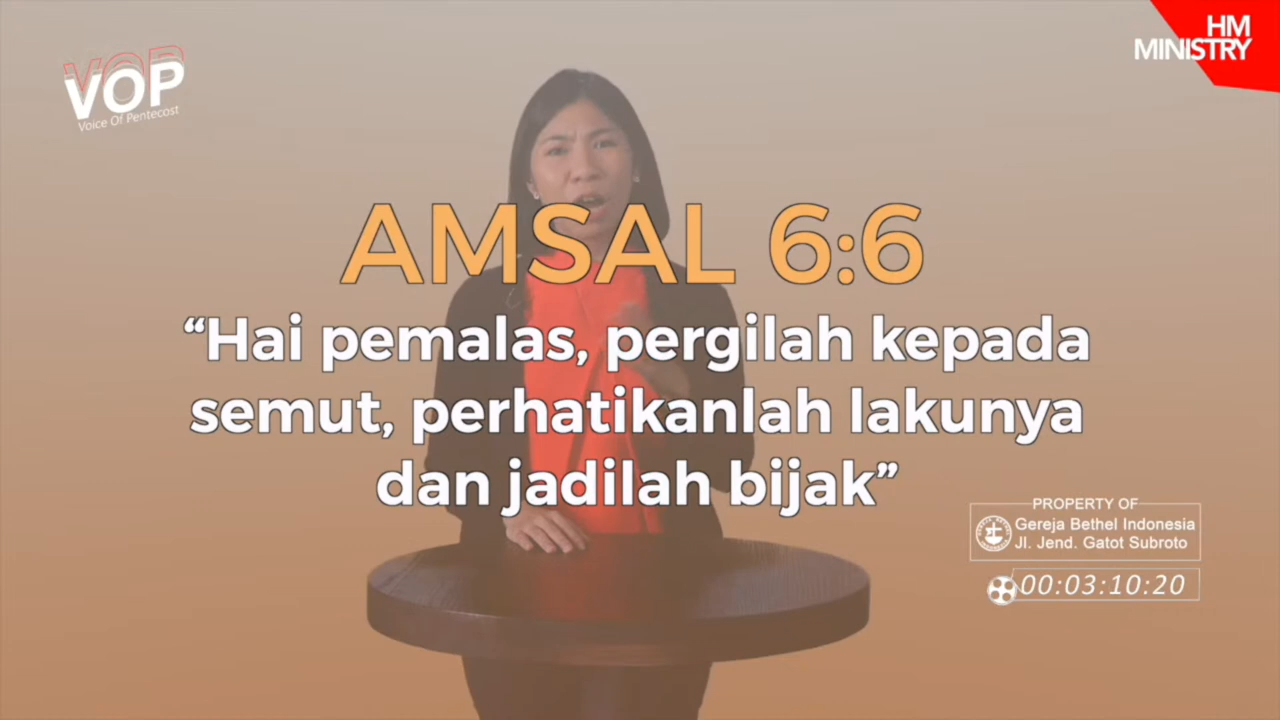 VOP
Voice Of Pentecost
HM
MINISTRY
AMSAL 6:6
“Hai pemalas, pergilah kepada
semut, perhatikanlah lakunya
dan jadilah bijak”
PROPERTY OF
Gereja Bethel Indonesia
Jl. Jend. Gatot Subroto
00:03:10:20